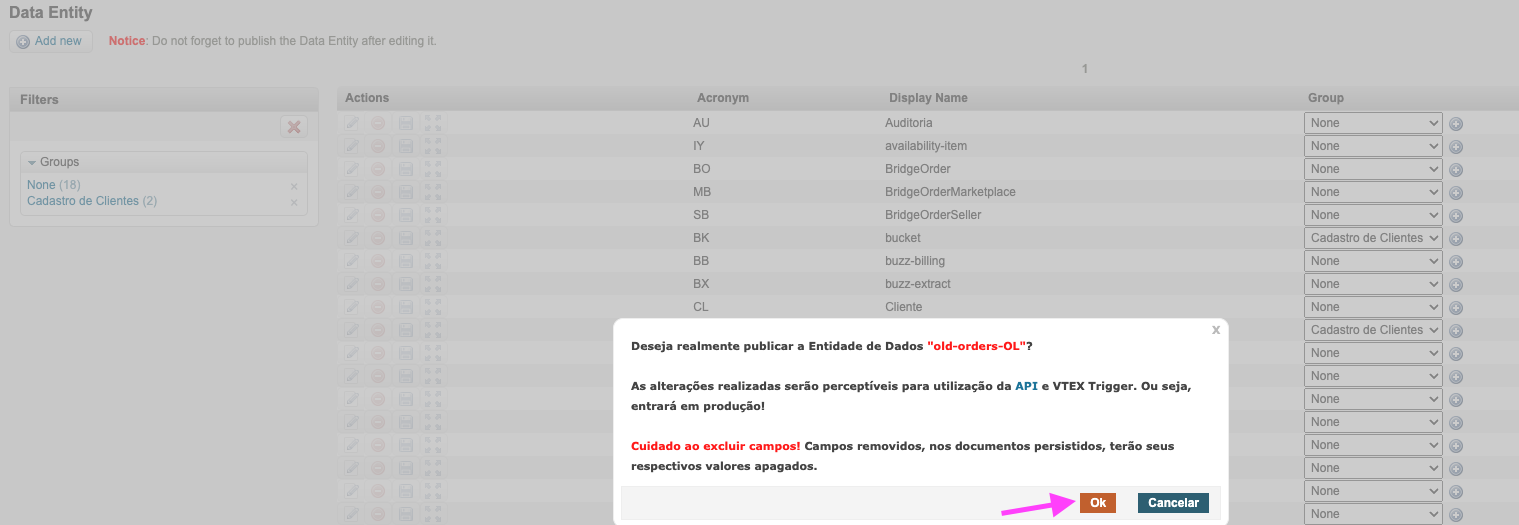 Data Entity
Add new
Notice: Do not forget to publish the Data Entity after editing it.
1
Filters
Groups
None (18)
x
Cadastro de Clientes (2)
x
Actions Acronym Display Name Group
AU Auditoria None
IY availability-item None
BO BridgeOrder None
MB BridgeOrderMarketplace None
SB BridgeOrderSeller None
BK bucket Cadastro de Clientes
BB buzz-billing None
BX buzz-extract None
CL Cliente None
Cadastro de Clientes
None
None
None
None
None
None
None
None
x
Deseja realmente publicar a Entidade de Dados "old-orders-OL"?
As alterações realizadas serão perceptíveis para utilização da API e VTEX Trigger. Ou seja,
entrará em produção!
Cuidado ao excluir campos! Campos removidos, nos documentos persistidos, terão seus
respectivos valores apagados.
Ok Cancelar